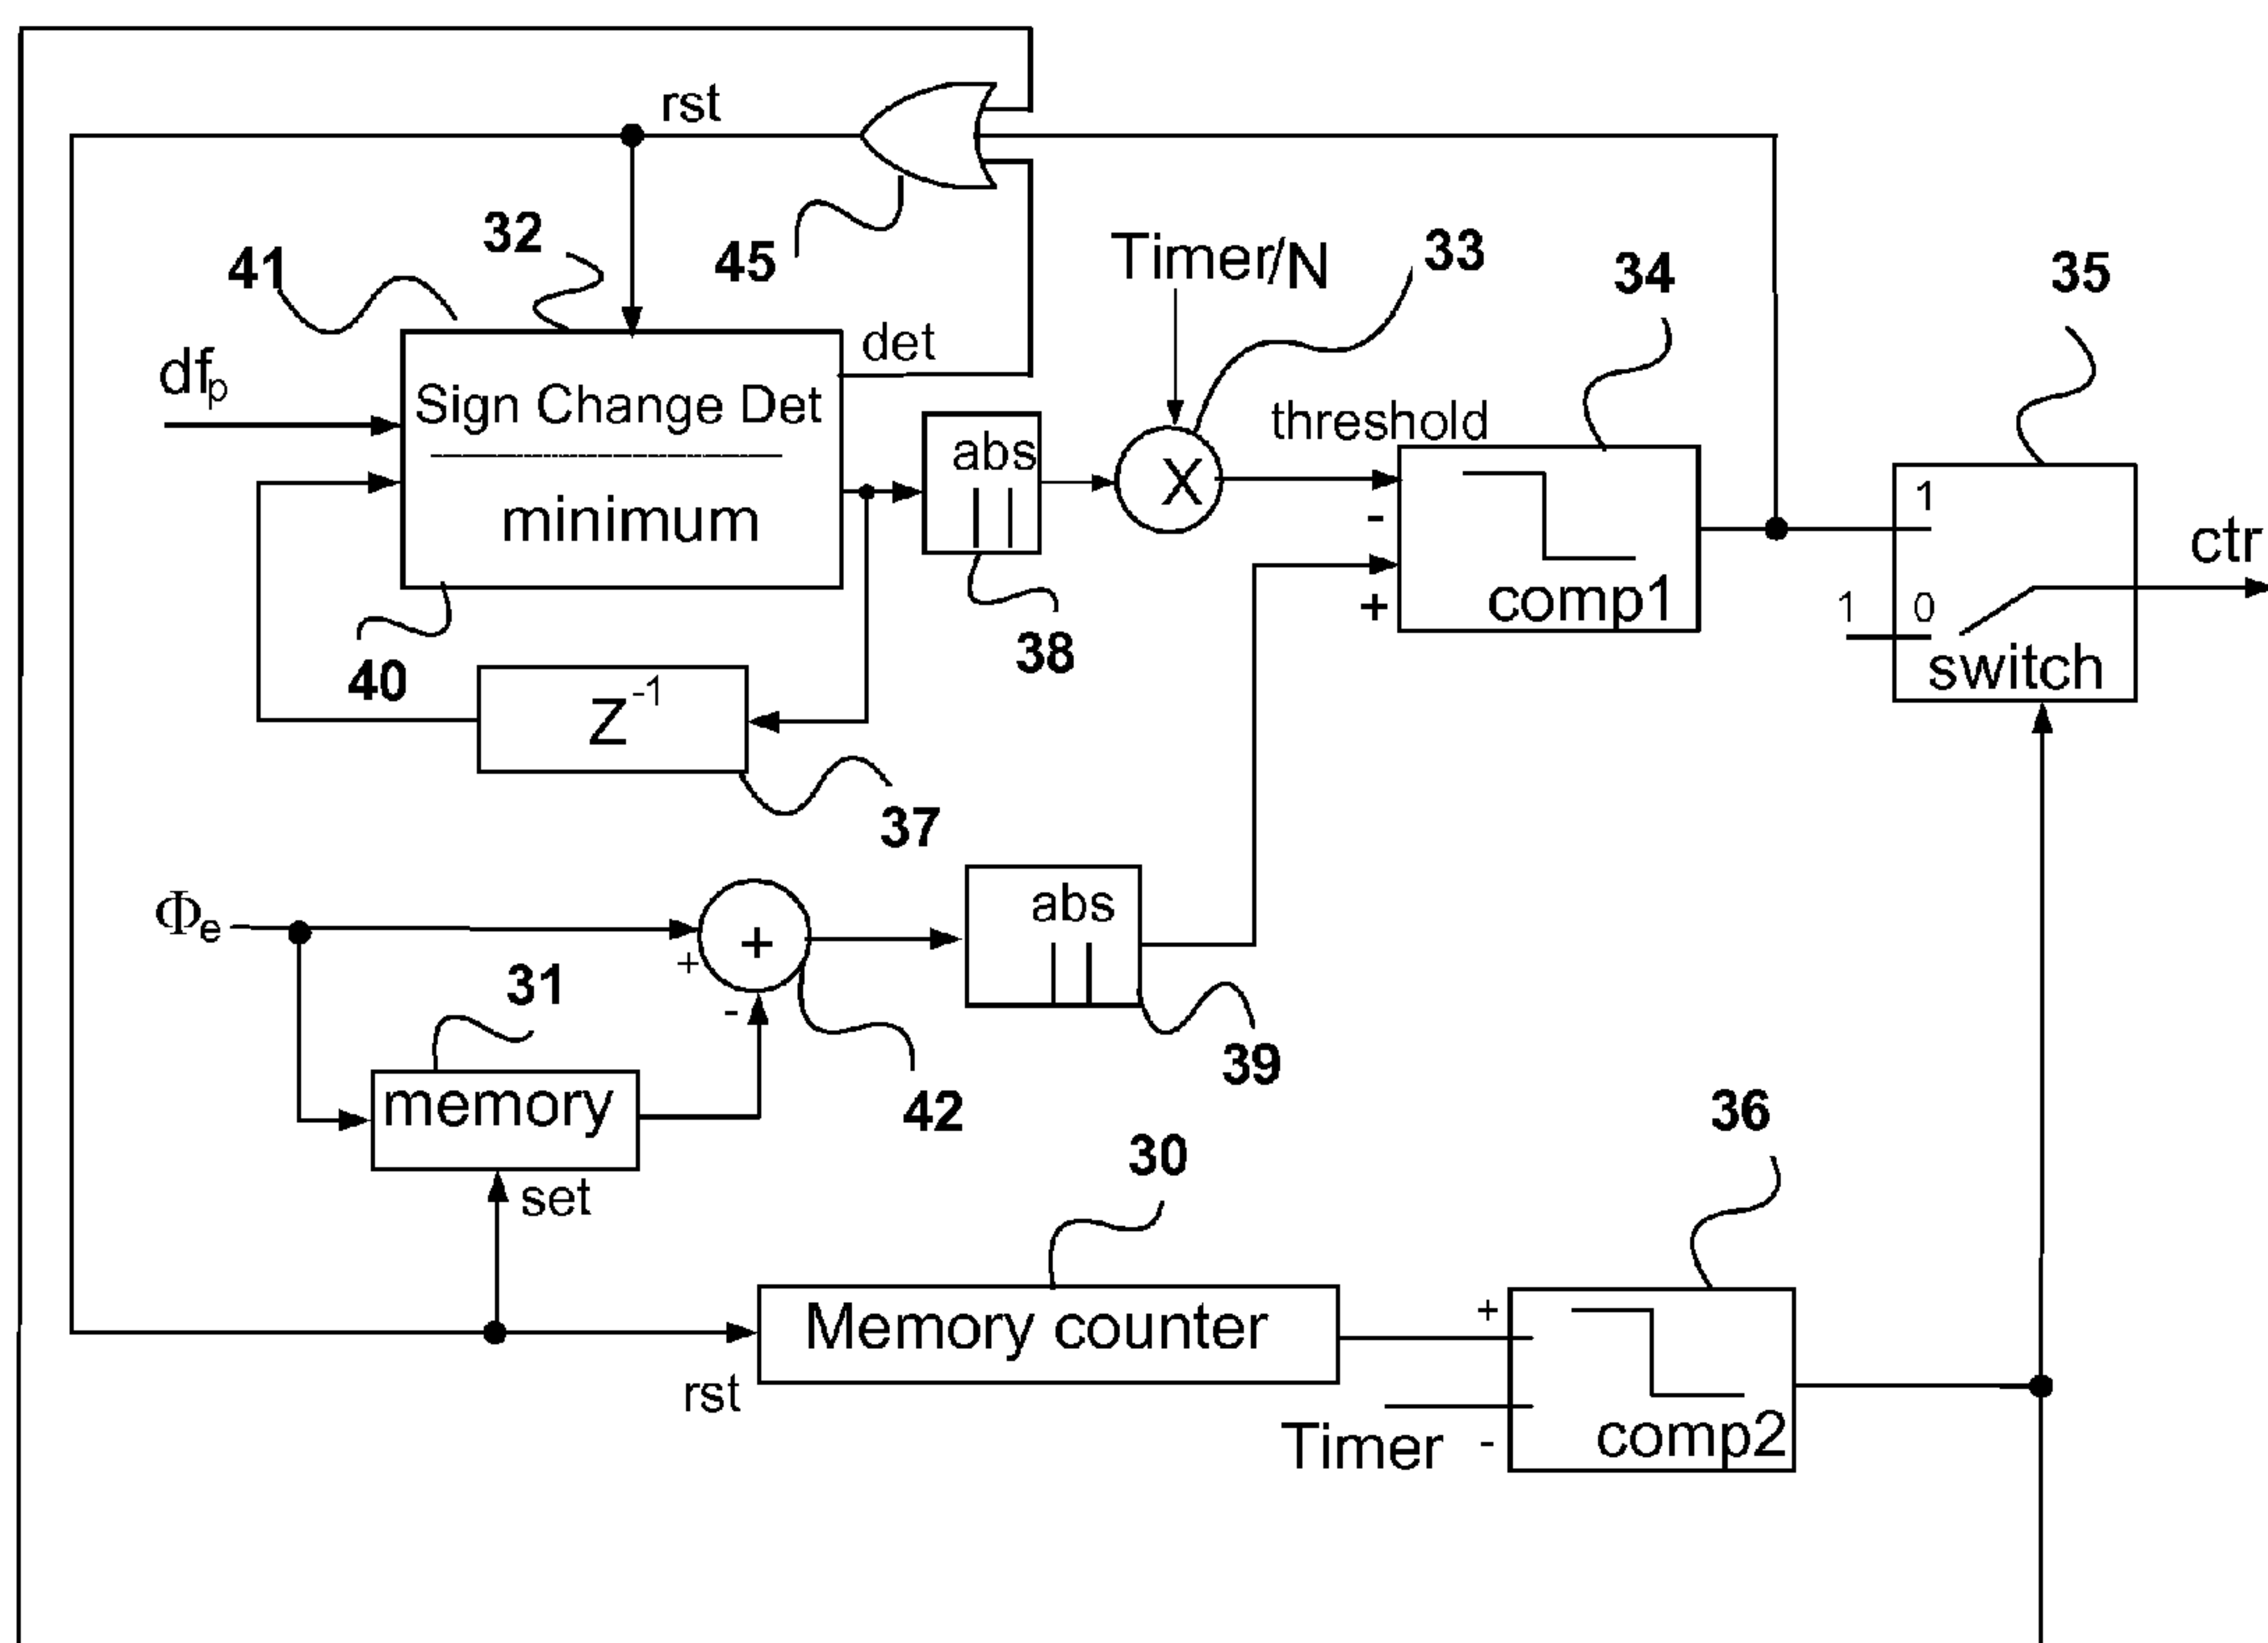 rst
32
41
45
Timer/N
33
34
35
df_p
det
Sign Change Det
minimum
abs
threshold
X
-
+
comp1
1
1 0
switch
ctr
40
38
Z^-1
37
Φ_e
+
+
-
abs
31
39
memory
42
set
30
36
Memory counter
rst
+
Timer -
comp2